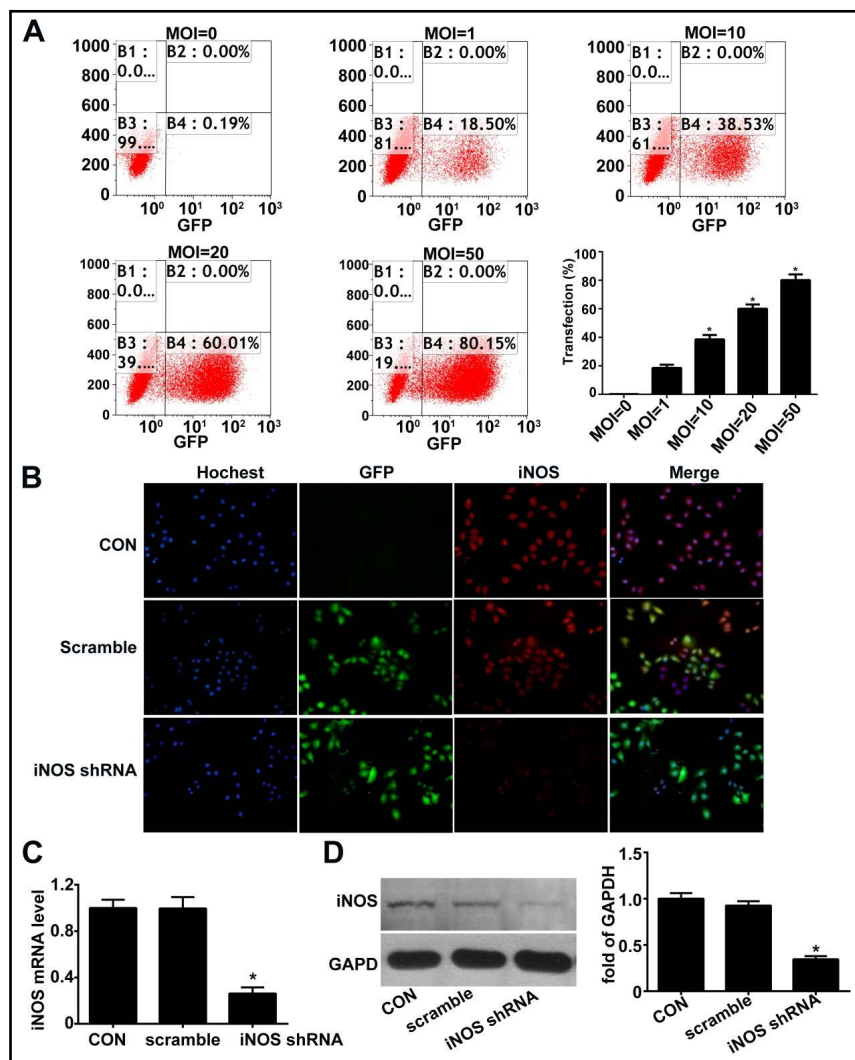 A
MOI=0
1000
800
600
400
200
0
B1 :
0.0...
B2 : 0.00%
B3 :
99....
B4 : 0.19%
10⁰ 10¹ 10² 10³
GFP
MOI=1
1000
800
600
400
200
0
B1 :
0.0...
B2 : 0.00%
B3 :
81....
B4 : 18.50%
10⁰ 10¹ 10² 10³
GFP
MOI=10
1000
800
600
400
200
0
B1 :
0.0...
B2 : 0.00%
B3 :
61....
B4 : 38.53%
10⁰ 10¹ 10² 10³
GFP
MOI=20
1000
800
600
400
200
0
B1 :
0.0...
B2 : 0.00%
B3 :
39....
B4 : 60.01%
10⁰ 10¹ 10² 10³
GFP
MOI=50
1000
800
600
400
200
0
B1 :
0.0...
B2 : 0.00%
B3 :
19....
B4 : 80.15%
10⁰ 10¹ 10² 10³
GFP
Transfection (%)
100
80
60
40
20
0
* * *
MOI=0
MOI=1
MOI=10
MOI=20
MOI=50
B
Hochest GFP iNOS Merge
CON
Scramble
iNOS shRNA
C
iNOS mRNA level
1.2
0.8
0.4
0
*
CON scramble iNOS shRNA
D
iNOS
GAPD
CON
scramble
iNOS shRNA
fold of GAPDH
1.5
1.0
0.5
0.0
*
CON
scramble
iNOS shRNA